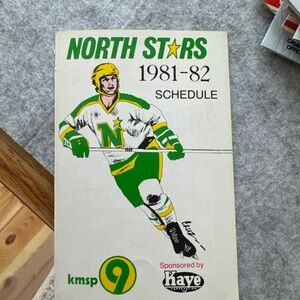 NORTH STARS
1981-82
SCHEDULE
N
kmsp 9
Sponsored by
Kaye